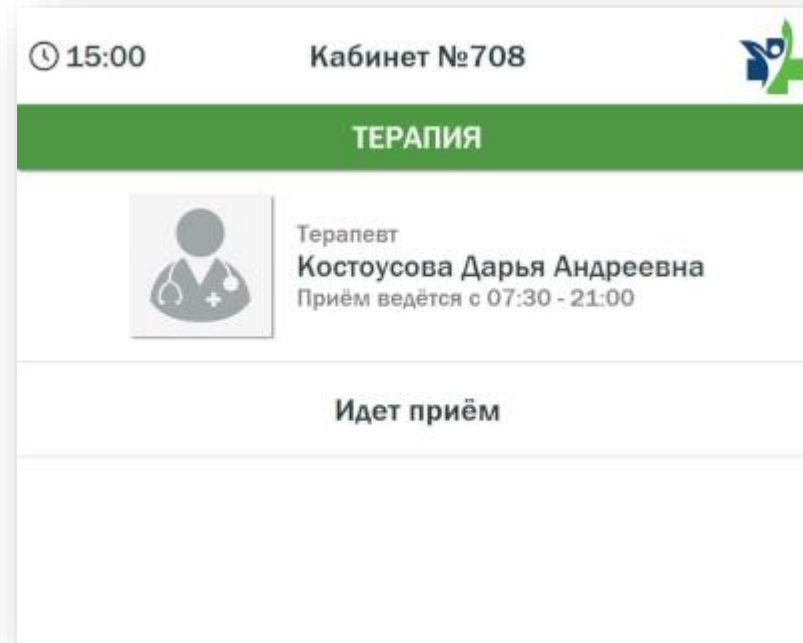 15:00
Кабинет №708
ТЕРАПИЯ
Терапевт
Костоусова Дарья Андреевна
Приём ведётся с 07:30 - 21:00
Идет приём